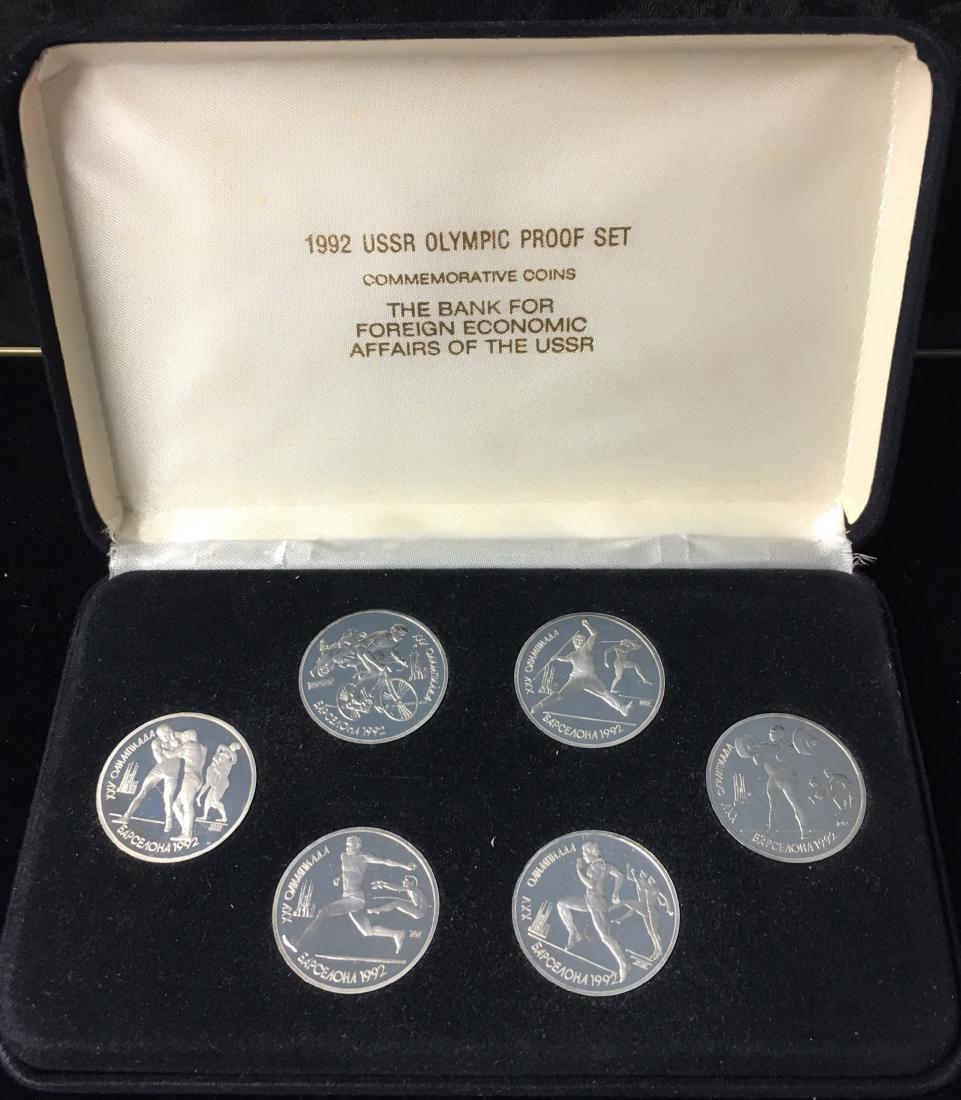 1992 USSR OLYMPIC PROOF SET
COMMEMORATIVE COINS
THE BANK FOR
FOREIGN ECONOMIC
AFFAIRS OF THE USSR
XXV ОЛИМПИАДА
БАРСЕЛОНА 1992
XXV ОЛИМПИАДА
БАРСЕЛОНА 1992
XXV ОЛИМПИАДА
БАРСЕЛОНА 1992
XXV ОЛИМПИАДА
БАРСЕЛОНА 1992
XXV ОЛИМПИАДА
БАРСЕЛОНА 1992
XXV ОЛИМПИАДА
БАРСЕЛОНА 1992